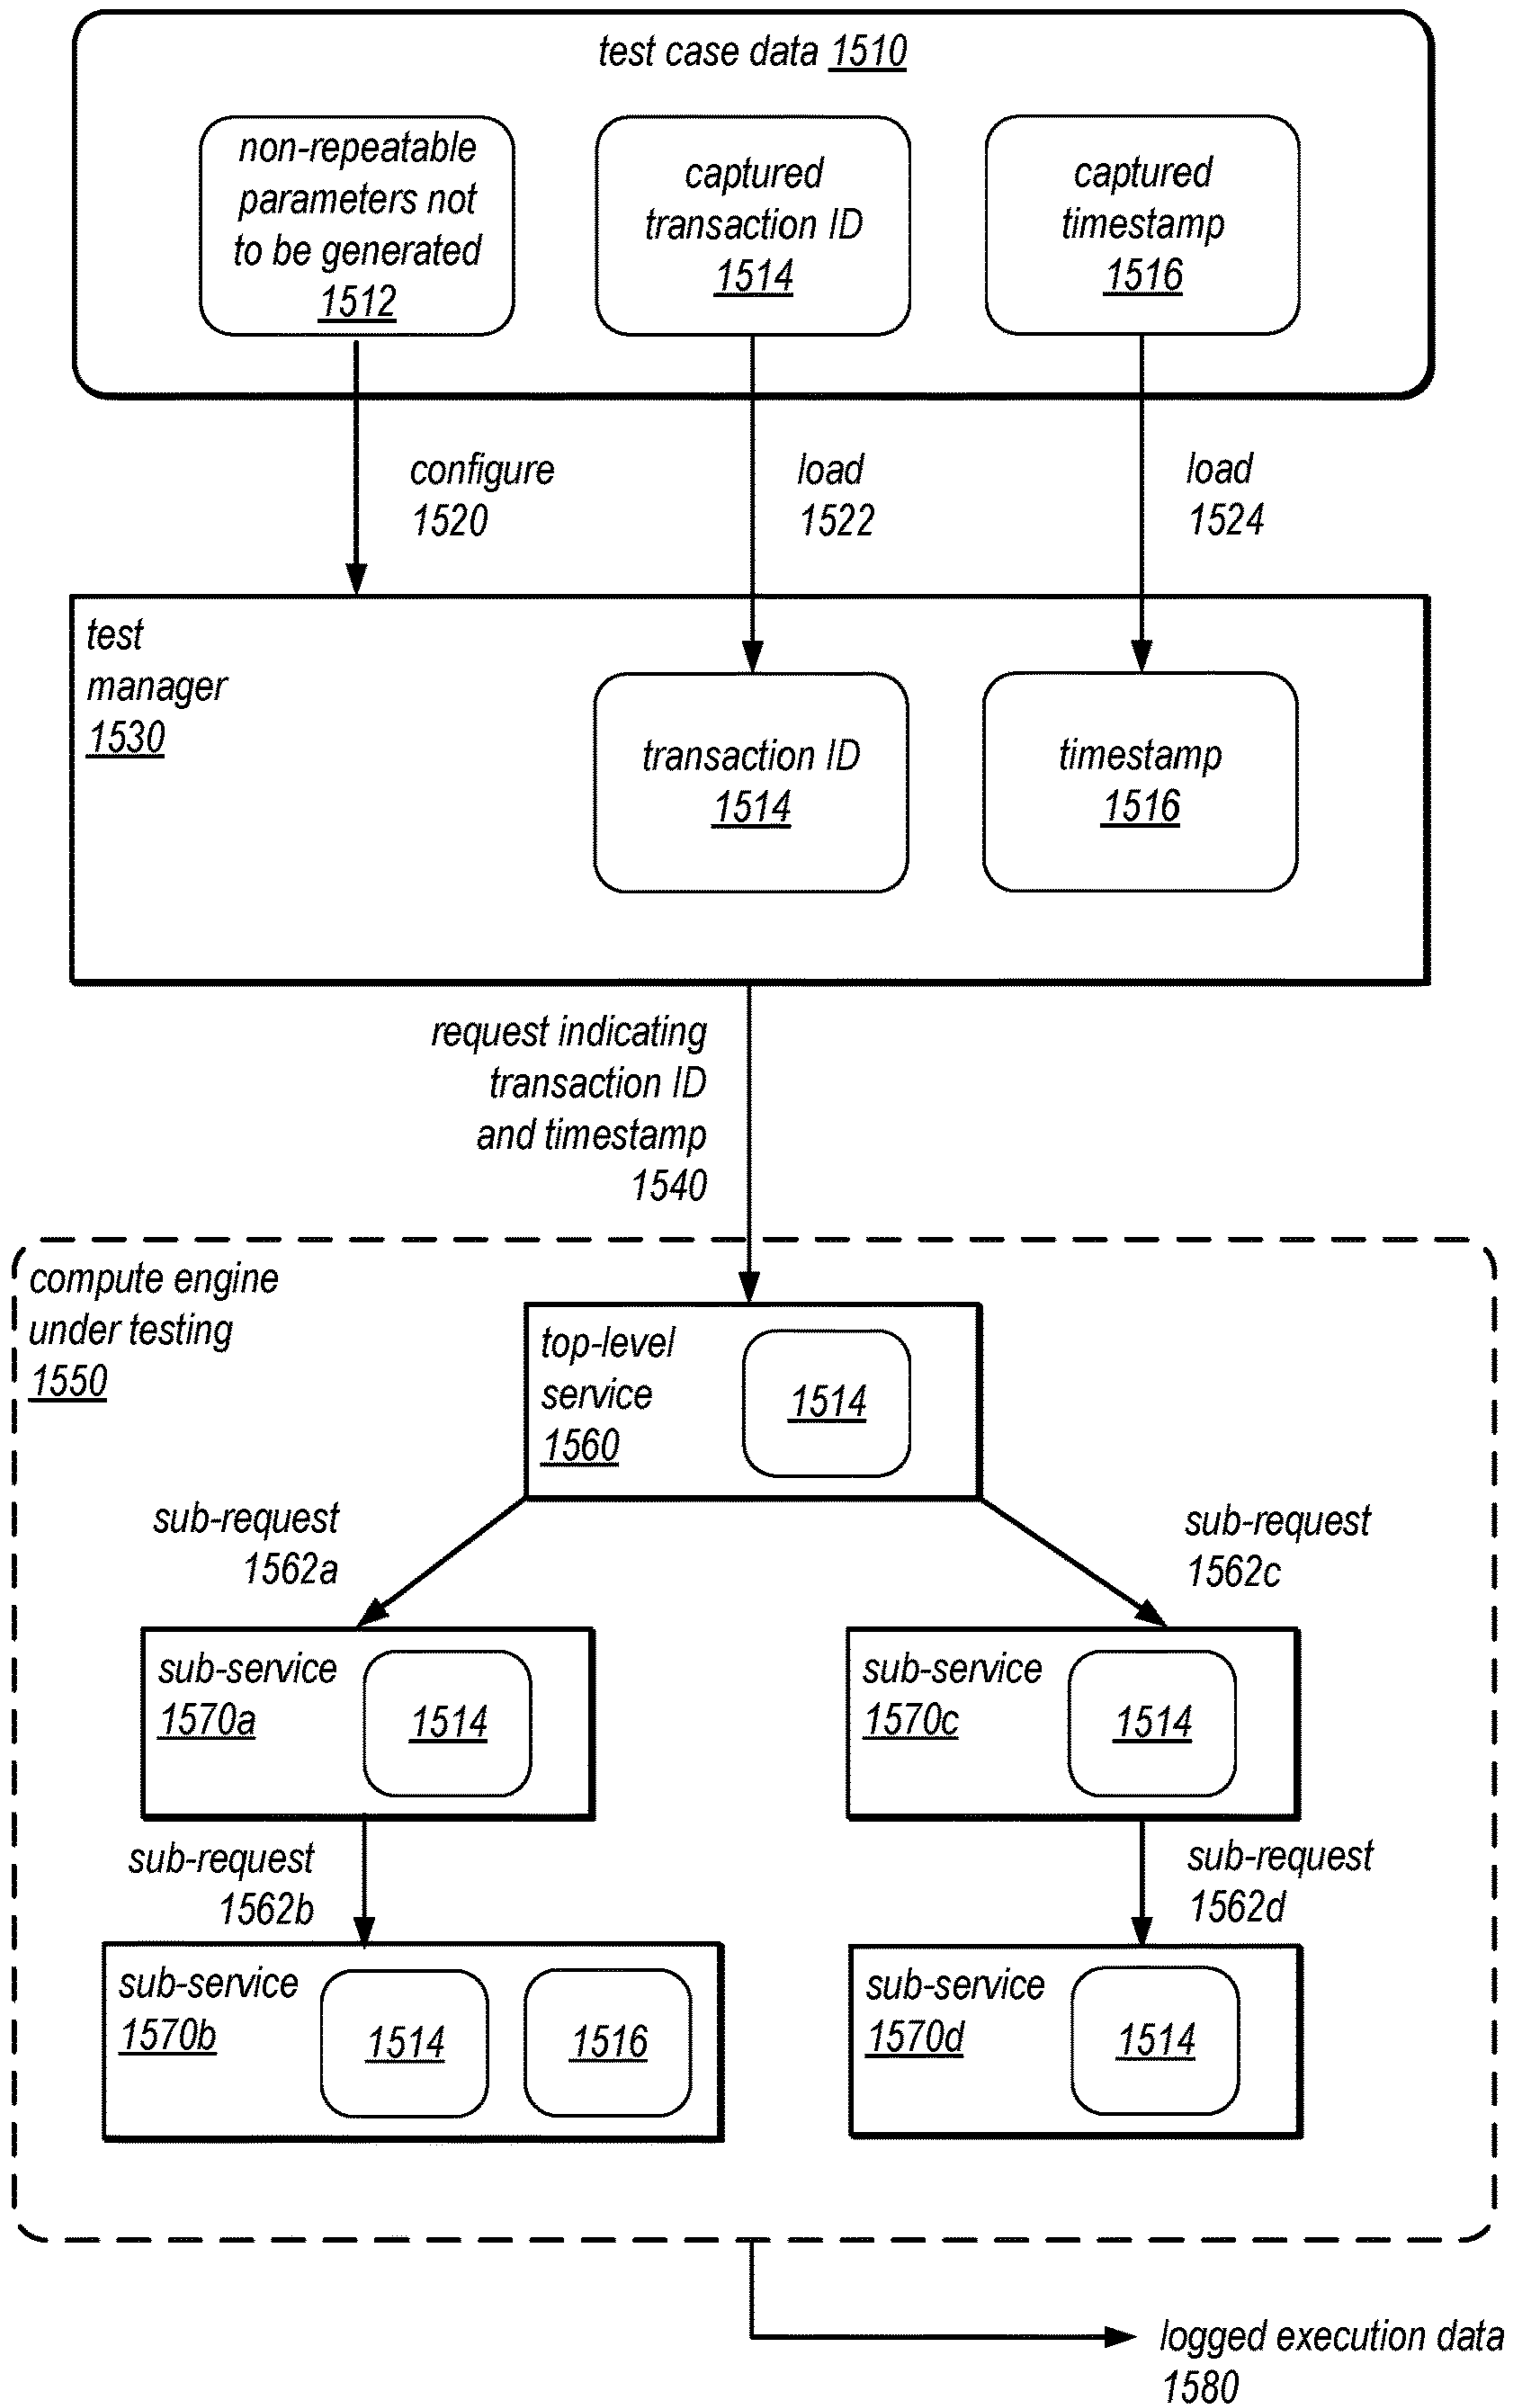 test case data 1510
non-repeatable
parameters not
to be generated
1512
captured
transaction ID
1514
captured
timestamp
1516
configure
1520
load
1522
load
1524
test
manager
1530
transaction ID
1514
timestamp
1516
request indicating
transaction ID
and timestamp
1540
compute engine
under testing
1550
top-level
service
1560
1514
sub-request
1562a
sub-request
1562c
sub-service
1570a
1514
sub-service
1570c
1514
sub-request
1562b
sub-request
1562d
sub-service
1570b
1514
1516
sub-service
1570d
1514
logged execution data
1580